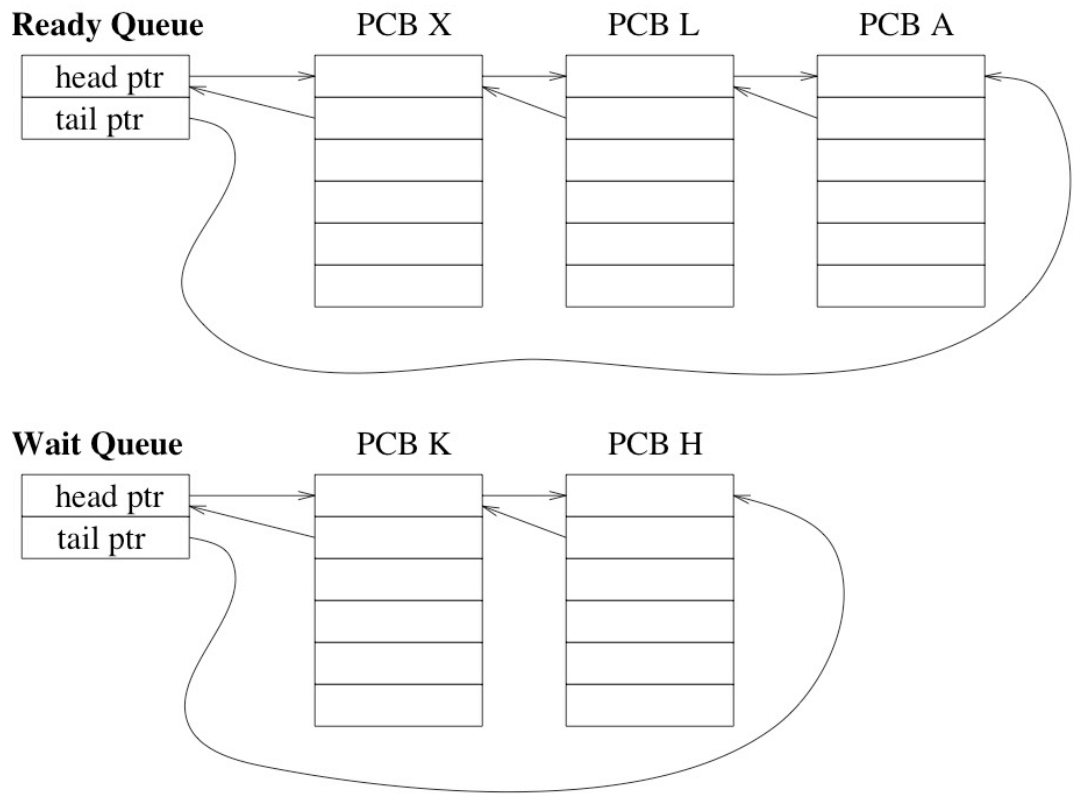 Ready Queue PCB X PCB L PCB A
head ptr
tail ptr
Wait Queue PCB K PCB H
head ptr
tail ptr